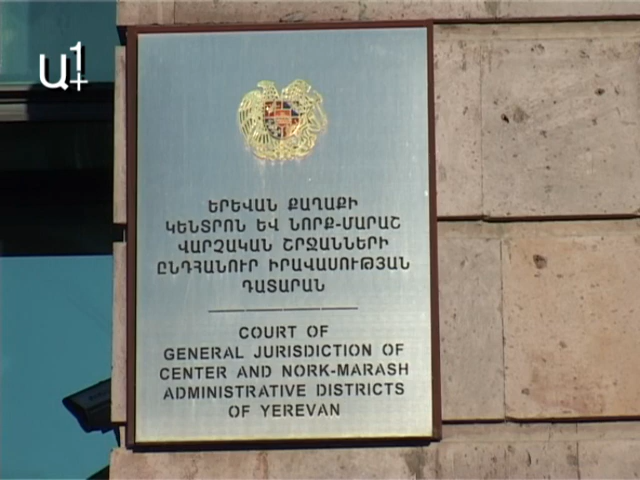 ա1+
ԵՐԵՎԱՆ ՔԱՂԱՔԻ
ԿԵՆՏՐՈՆ ԵՎ ՆՈՐՔ-ՄԱՐԱՇ
ՎԱՐՉԱԿԱՆ ՇՐՋԱՆՆԵՐԻ
ԸՆԴՀԱՆՈՒՐ ԻՐԱՎԱՍՈՒԹՅԱՆ
ԴԱՏԱՐԱՆ
COURT OF
GENERAL JURISDICTION OF
CENTER AND NORK-MARASH
ADMINISTRATIVE DISTRICTS
OF YEREVAN